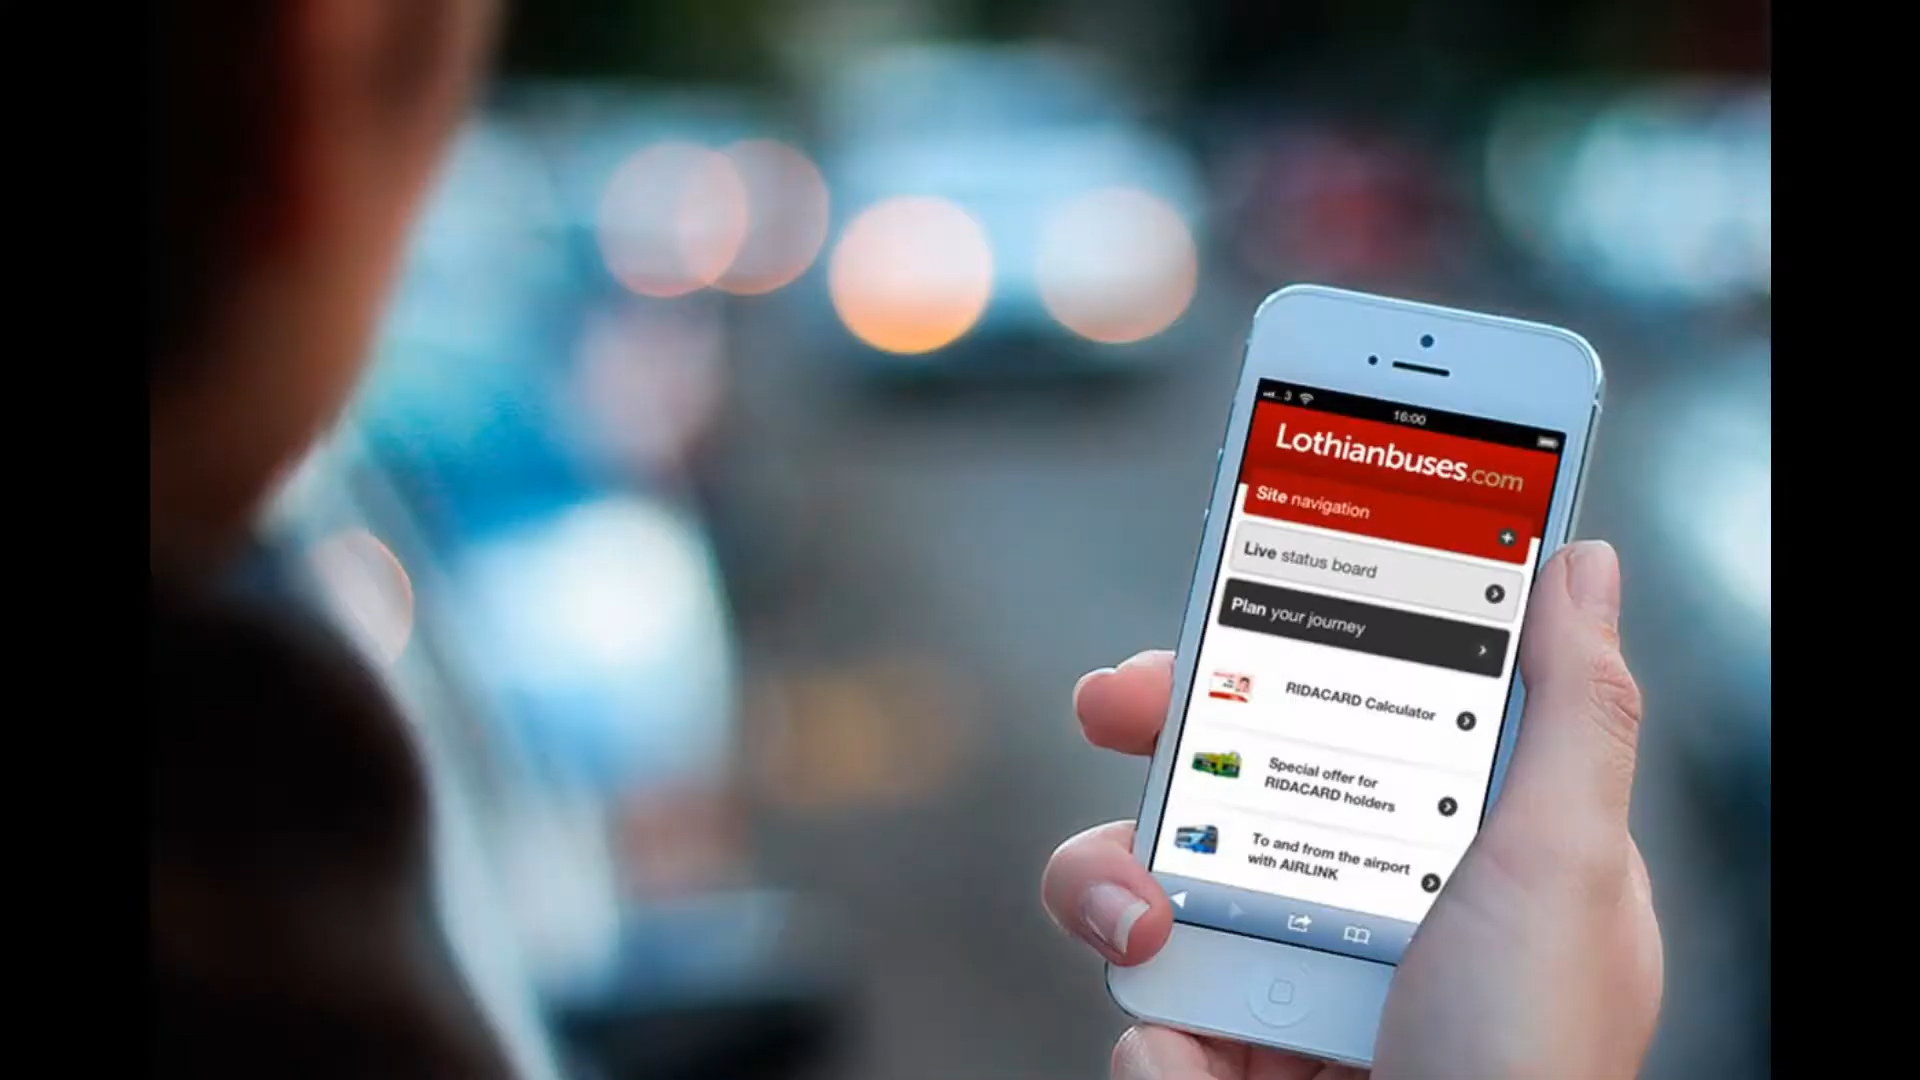 3
16:00
Lothianbuses.com
Site navigation
Live status board
Plan your journey
RIDACARD Calculator
Special offer for
RIDACARD holders
To and from the airport
with AIRLINK